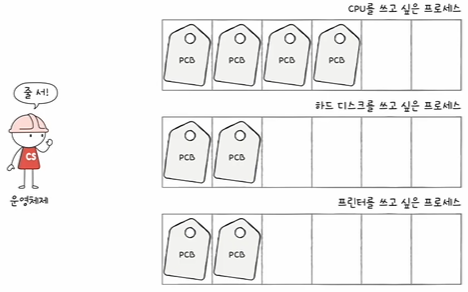 CPU를 쓰고 싶은 프로세스
PCB PCB PCB PCB
줄 서!
CS
운영체제
하드 디스크를 쓰고 싶은 프로세스
PCB PCB
프린터를 쓰고 싶은 프로세스
PCB PCB